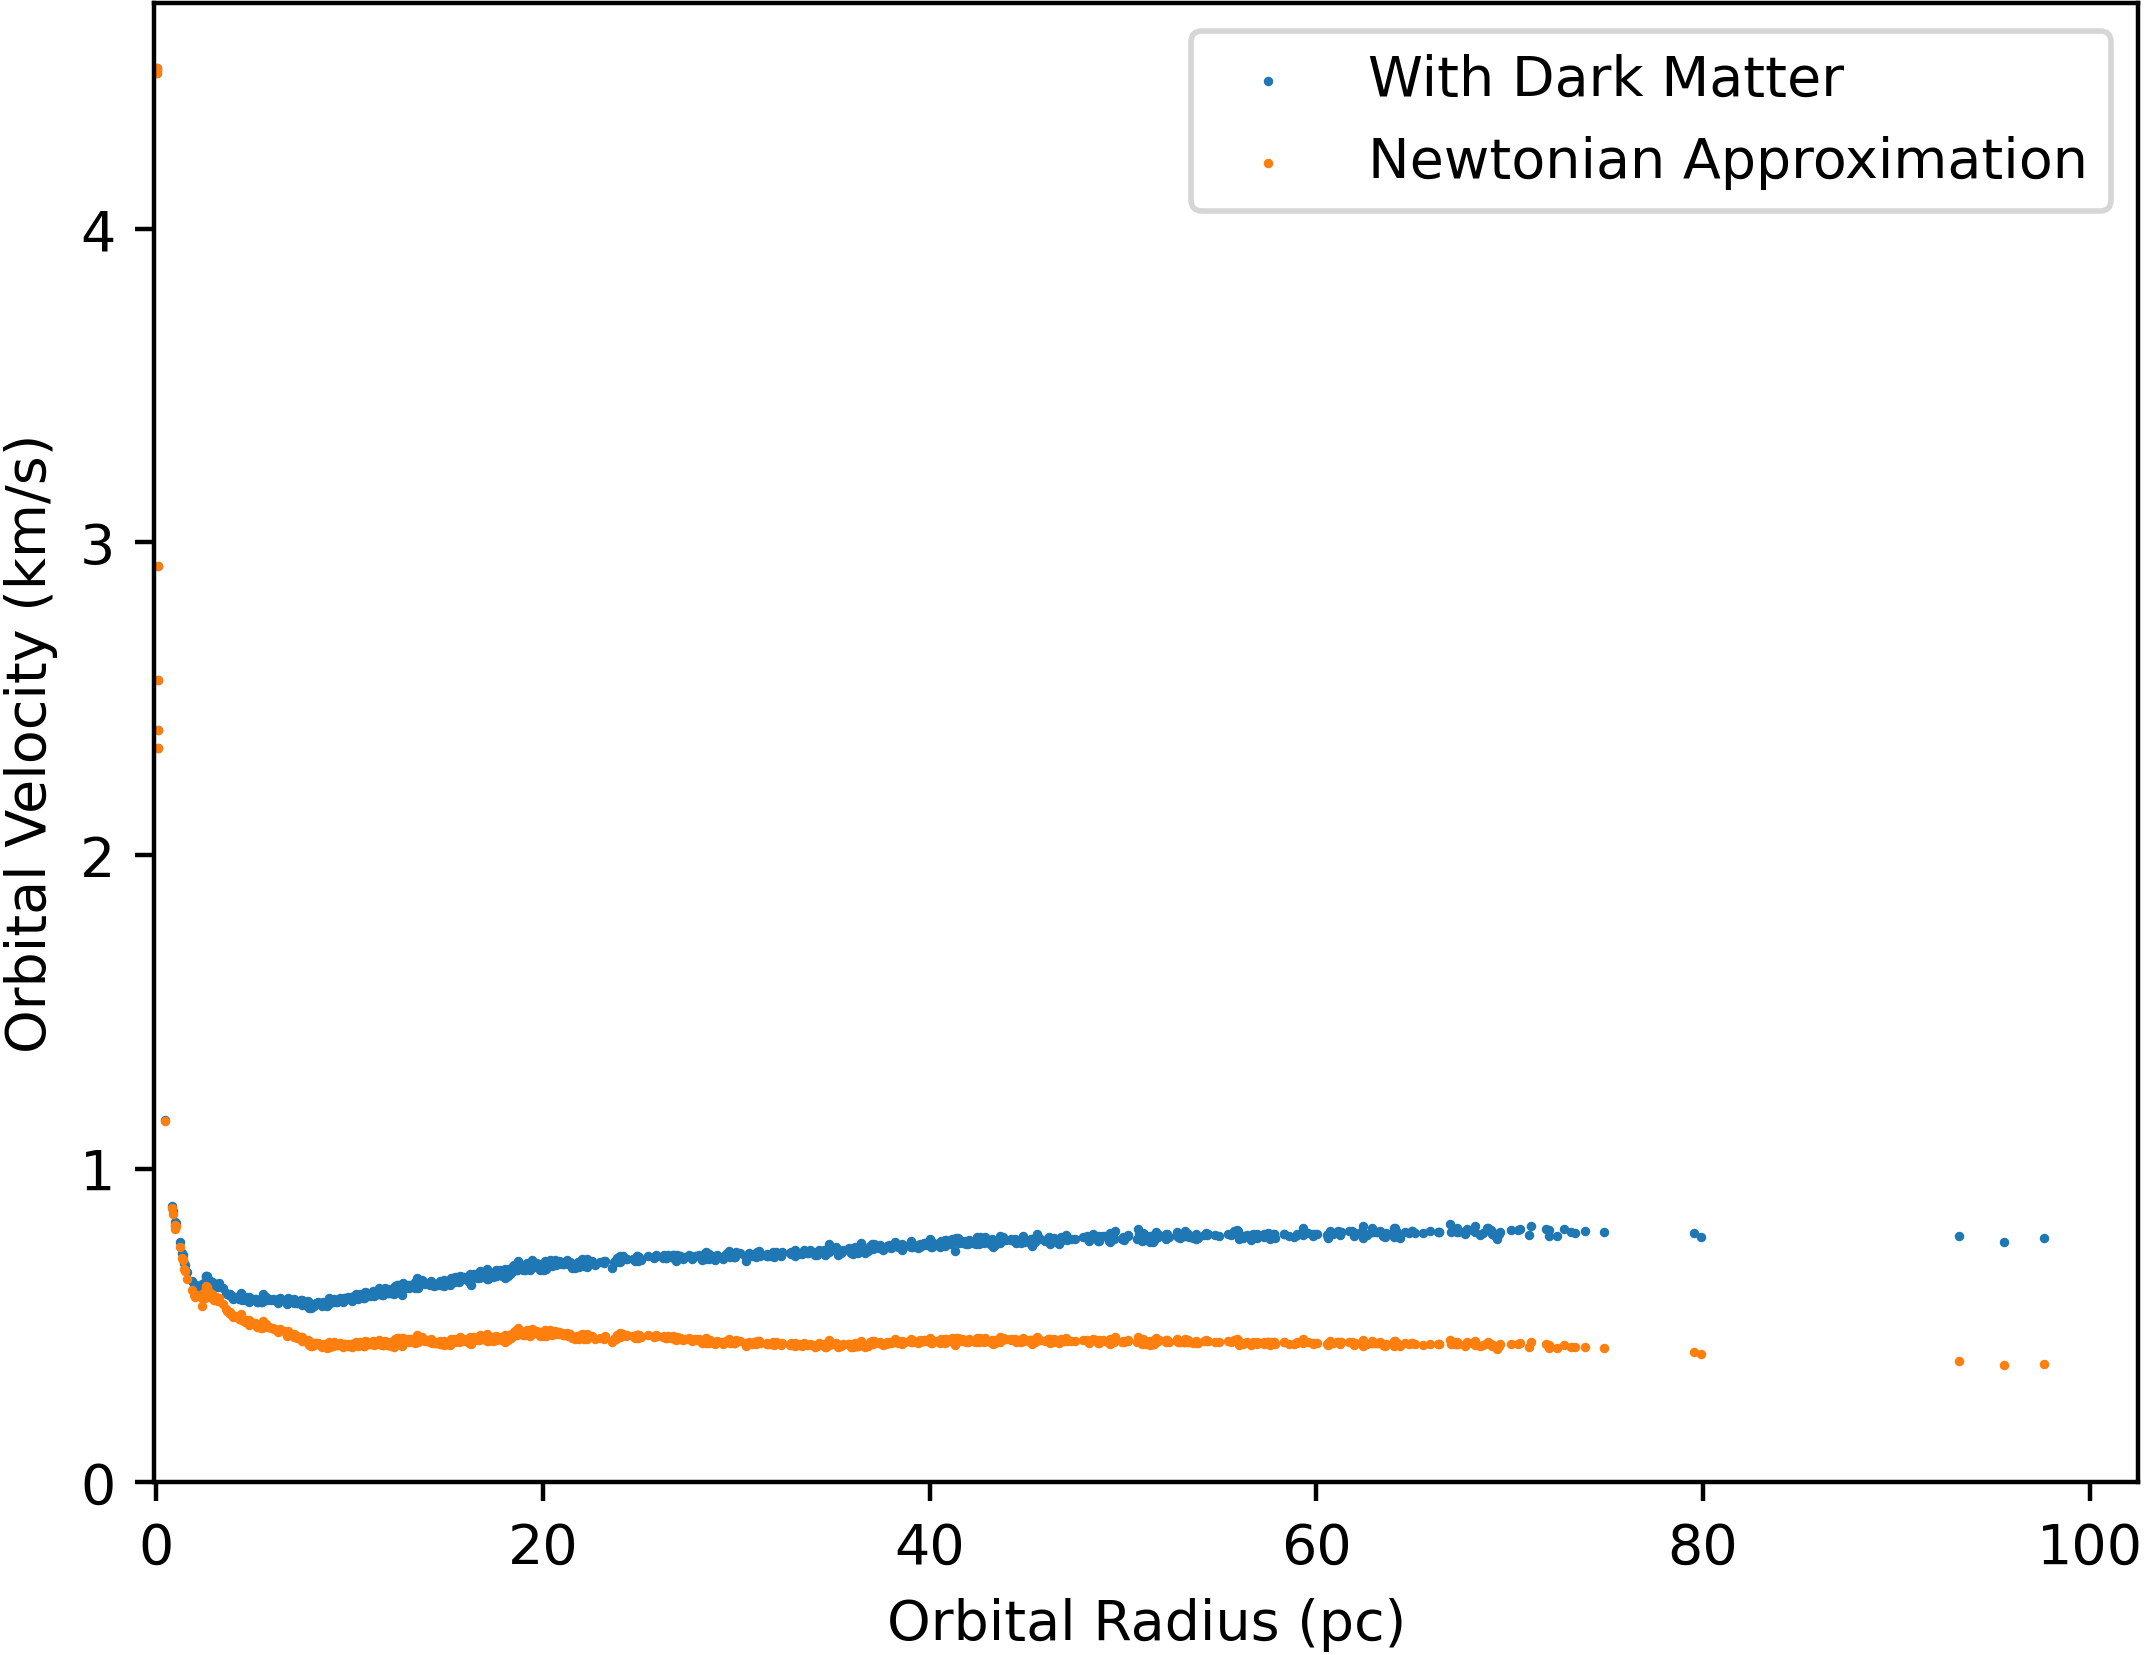 With Dark Matter
Newtonian Approximation
Orbital Velocity (km/s)
4
3
2
1
0
0 20 40 60 80 100
Orbital Radius (pc)